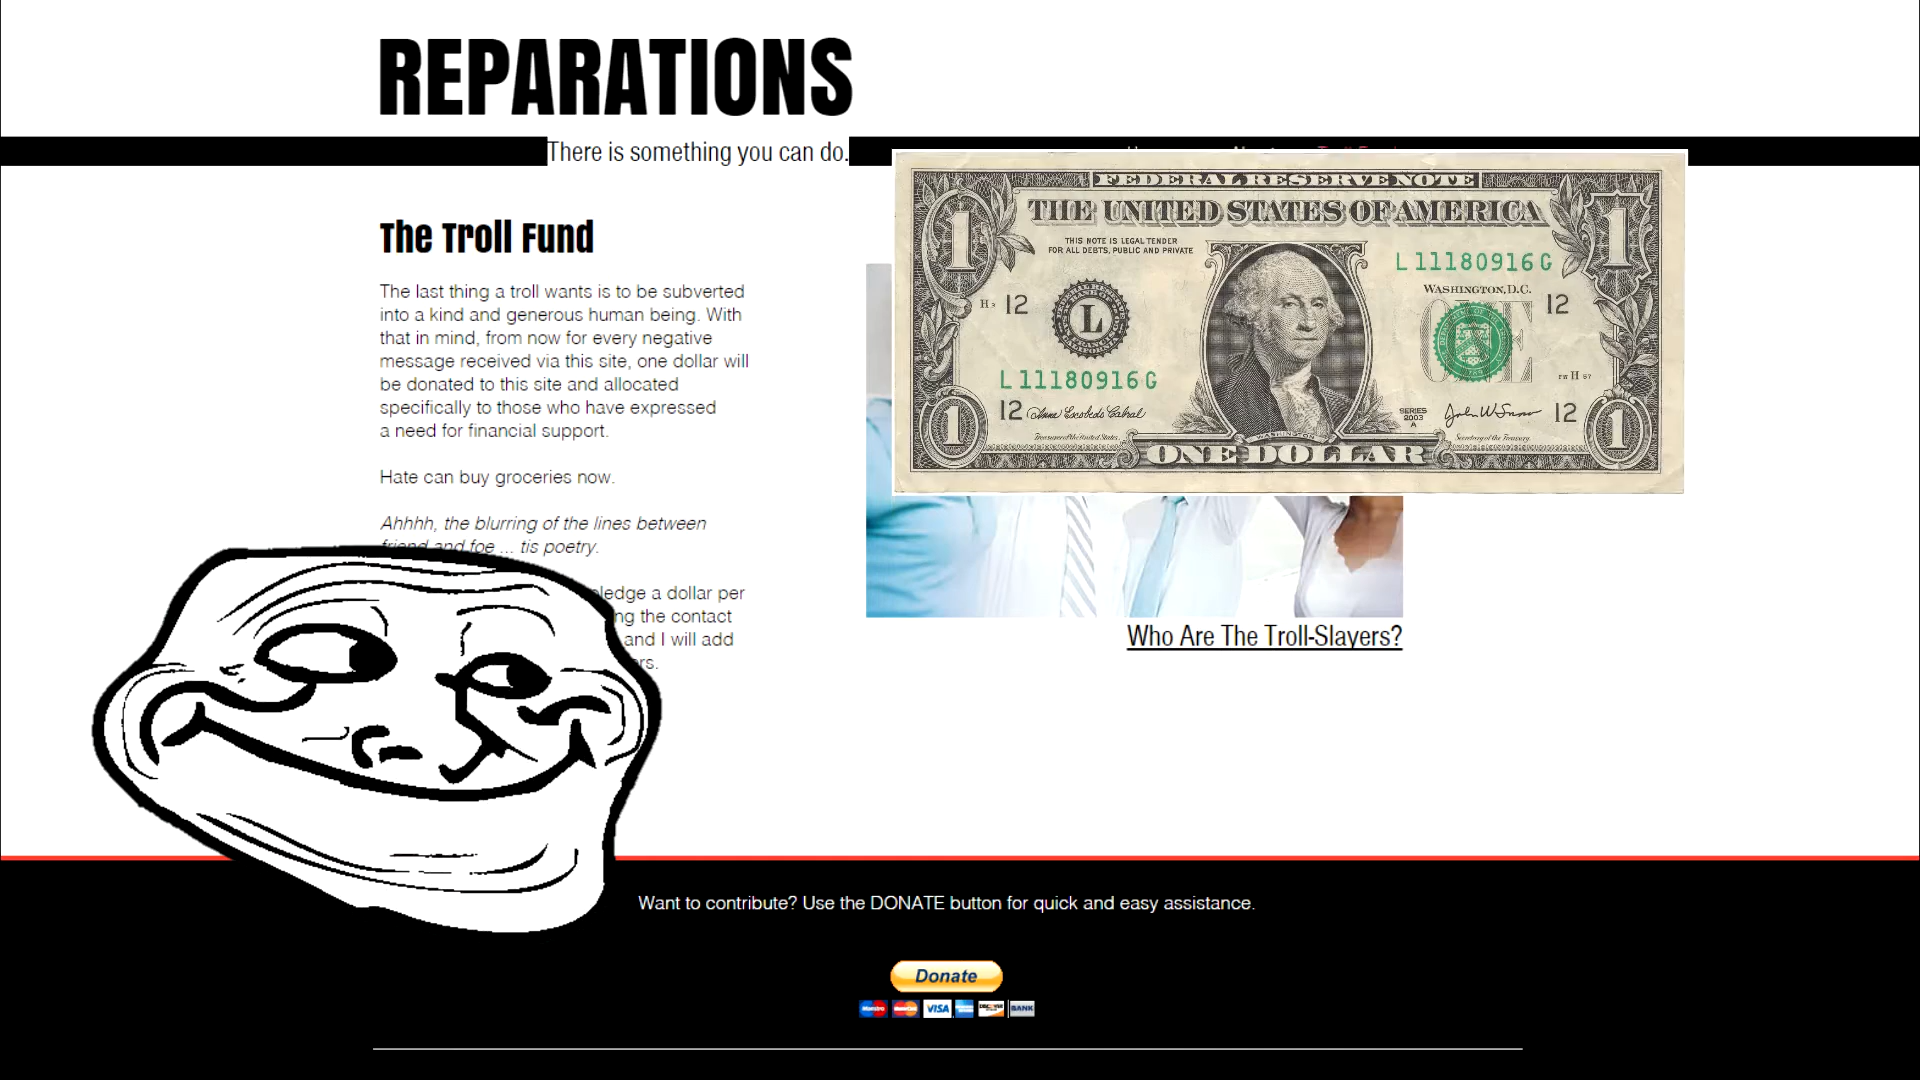 REPARATIONS
There is something you can do.
The Troll Fund
The last thing a troll wants is to be subverted
into a kind and generous human being. With
that in mind, from now for every negative
message received via this site, one dollar will
be donated to this site and allocated
specifically to those who have expressed
a need for financial support.
Hate can buy groceries now.
Ahhhh, the blurring of the lines between
friend and foe ... tis poetry.
pledge a dollar per
the contact
and I will add
FEDERAL RESERVE NOTE
THE UNITED STATES OF AMERICA
THIS NOTE IS LEGAL TENDER
FOR ALL DEBTS, PUBLIC AND PRIVATE
L 11180916 G
WASHINGTON, D.C.
1
1
H 12
12
L
L 11180916 G
12
SERIES
2003
A
12
1
1
WASHINGTON
ONE DOLLAR
Who Are The Troll-Slayers?
Want to contribute? Use the DONATE button for quick and easy assistance.
Donate
Maestro
VISA
BANK